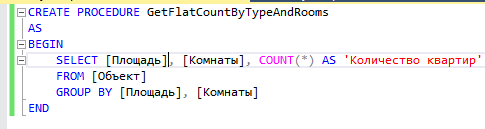 CREATE PROCEDURE GetFlatCountByTypeAndRooms
AS
BEGIN
SELECT [Площадь], [Комнаты], COUNT(*) AS 'Количество квартир'
FROM [Объект]
GROUP BY [Площадь], [Комнаты]
END